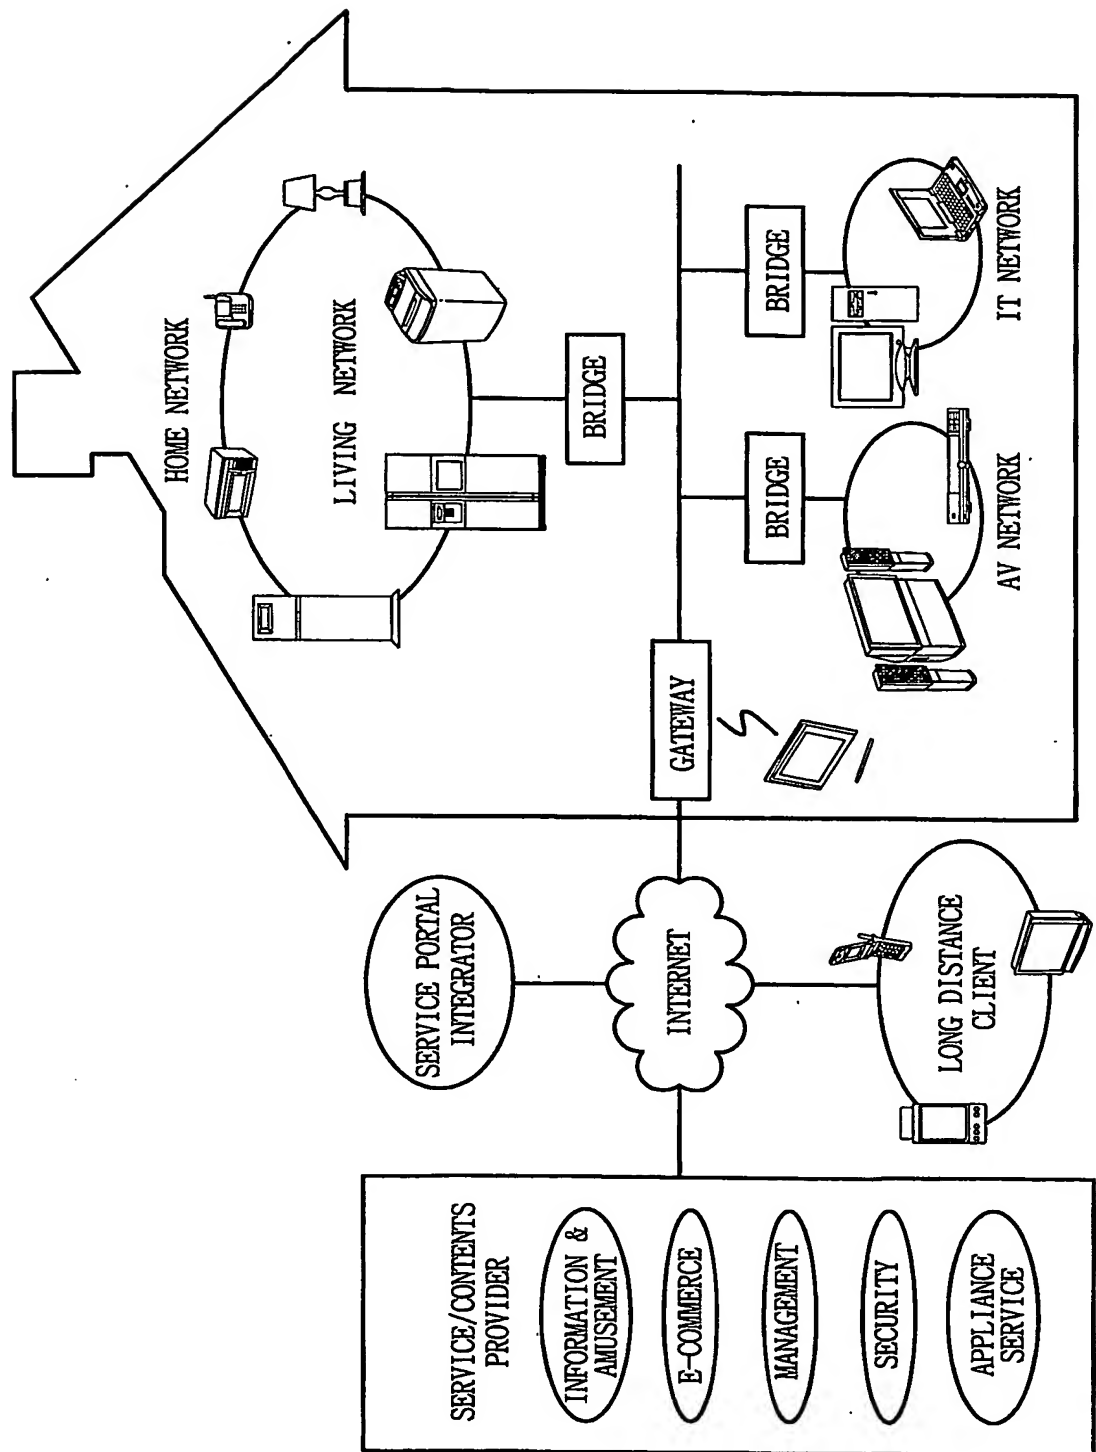 SERVICE/CONTENTS
PROVIDER
INFORMATION &
AMUSEMENT
E-COMMERCE
MANAGEMENT
SECURITY
APPLIANCE
SERVICE
SERVICE PORTAL
INTEGRATOR
INTERNET
LONG DISTANCE
CLIENT
HOME NETWORK
LIVING NETWORK
BRIDGE
GATEWAY
BRIDGE
BRIDGE
AV NETWORK
IT NETWORK